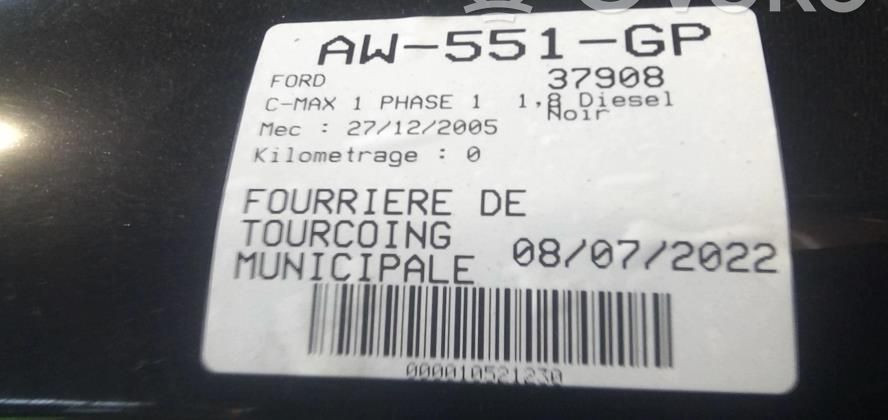 AW-551-GP
FORD 37908
C-MAX 1 PHASE 1 1,8 Diesel
Noir
Mec : 27/12/2005
Kilometrage : 0
FOURRIERE DE
TOURCOING
MUNICIPALE 08/07/2022
000010521230